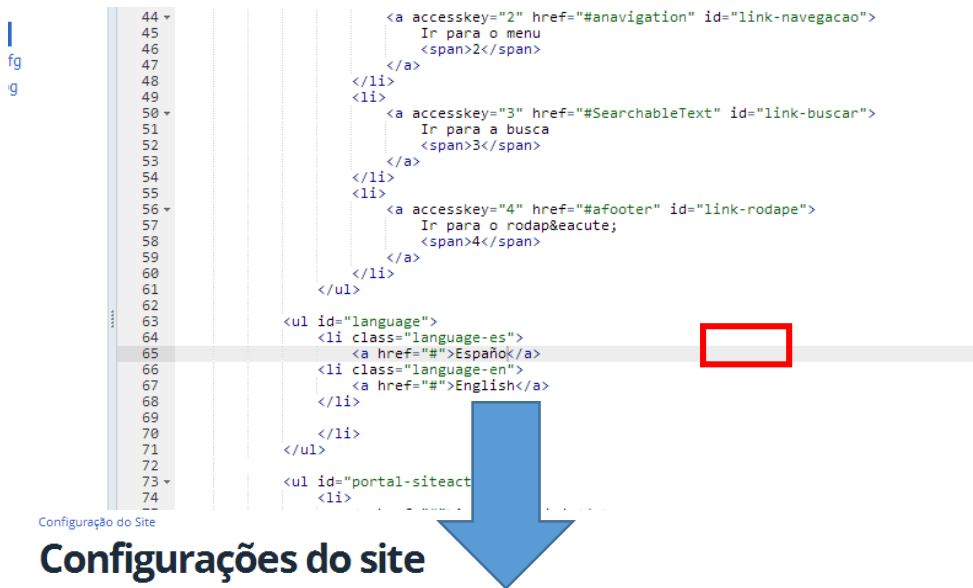 44 <a accesskey="2" href="#anavigation" id="link-navegacao">
45 Ir para o menu
fg
46 <span>2</span>
47 </a>
og
48 </li>
49 <li>
50 <a accesskey="3" href="#SearchableText" id="link-buscar">
51 Ir para a busca
52 <span>3</span>
53 </a>
54 </li>
55 <li>
56 <a accesskey="4" href="#afooter" id="link-rodape">
57 Ir para o rodap&eacute;
58 <span>4</span>
59 </a>
60 </li>
61 </ul>
62
63 <ul id="language">
64 <li class="language-es">
65 <a href="#">Españo</a>
66 <li class="language-en">
67 <a href="#">English</a>
68 </li>
69
70 </li>
71 </ul>
72
73 <ul id="portal-siteact
74 <li>
Configuração do Site
Configurações do site